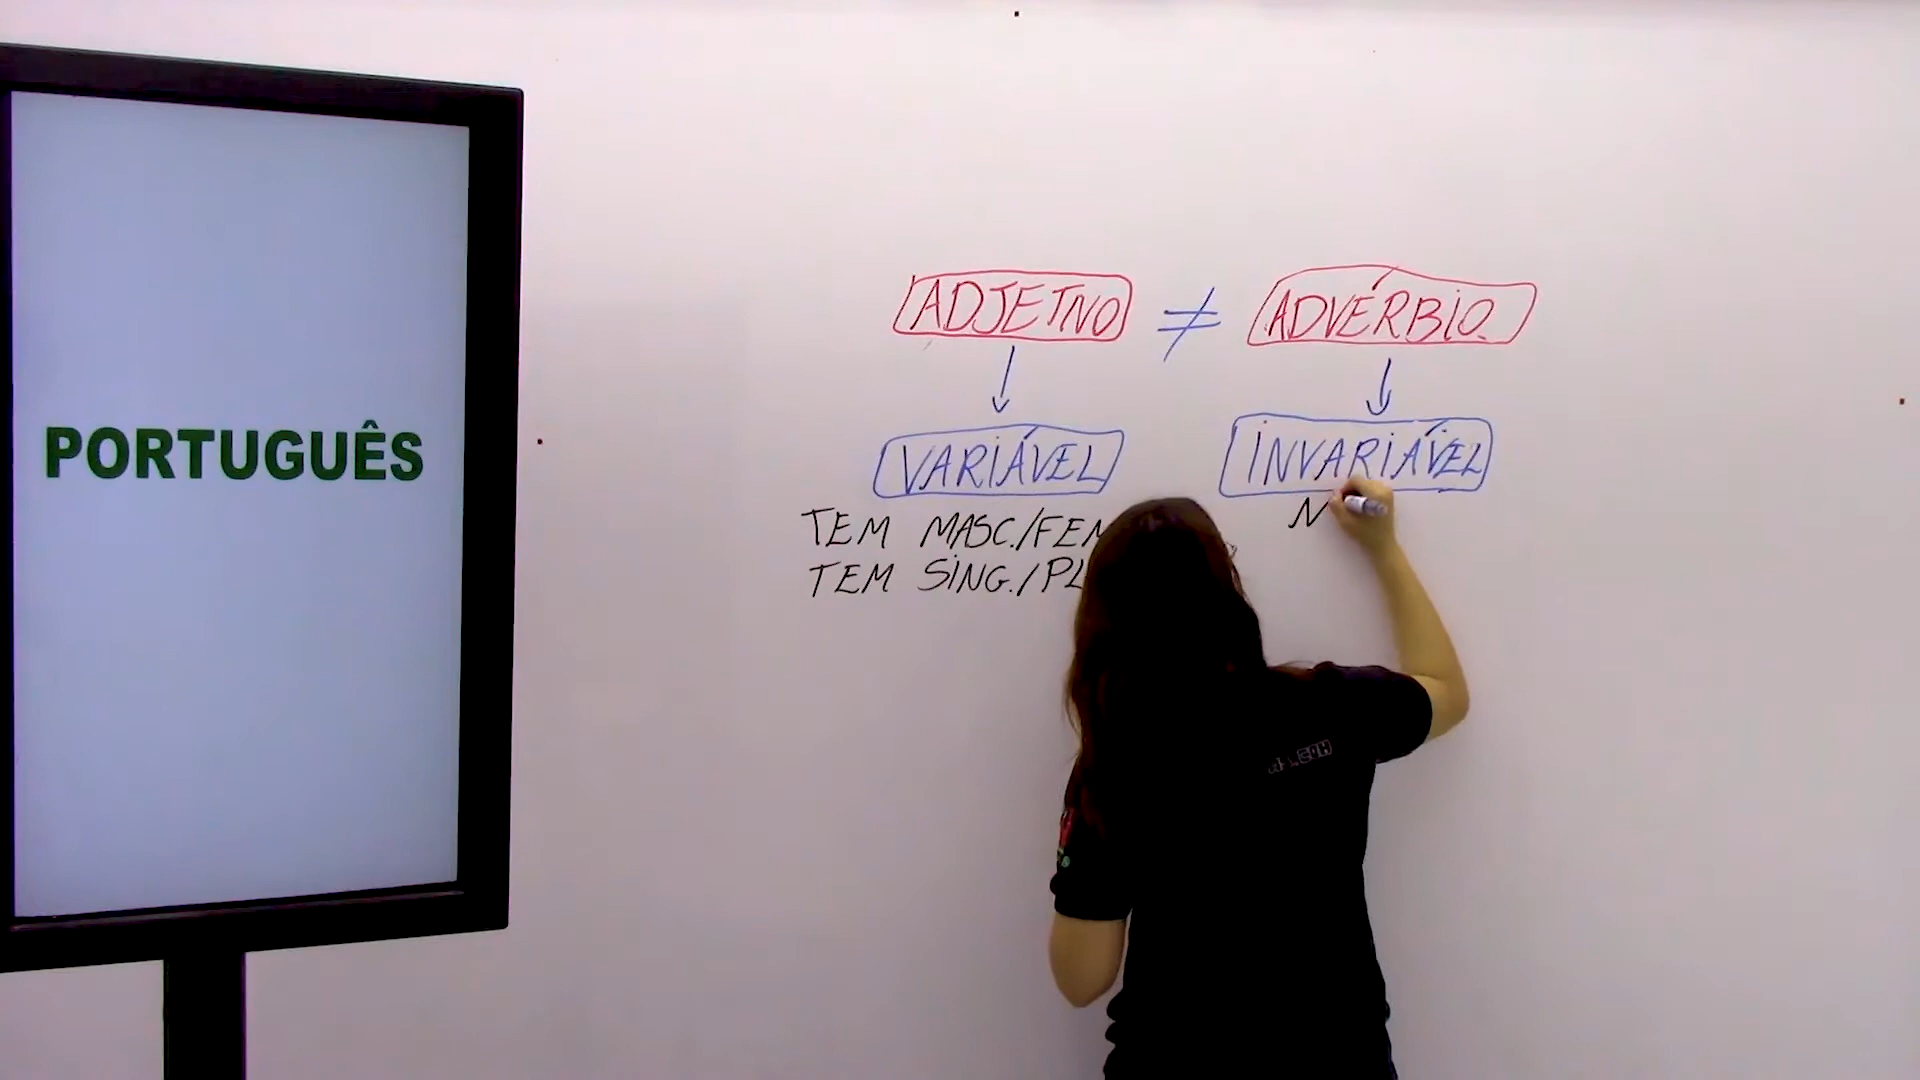 PORTUGUÊS
ADJETIVO ≠ ADVÉRBIO
VARIÁVEL INVARIÁVEL
TEM MASC./FEM
TEM SING./PL
N